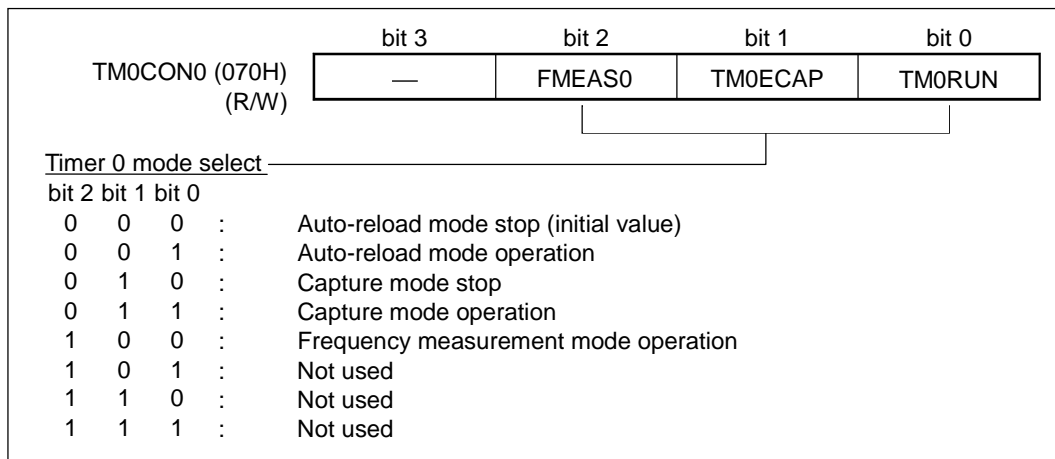 bit 3 bit 2 bit 1 bit 0
TM0CON0 (070H) — FMEAS0 TM0ECAP TM0RUN
(R/W)
Timer 0 mode select
bit 2 bit 1 bit 0
0 0 0 : Auto-reload mode stop (initial value)
0 0 1 : Auto-reload mode operation
0 1 0 : Capture mode stop
0 1 1 : Capture mode operation
1 0 0 : Frequency measurement mode operation
1 0 1 : Not used
1 1 0 : Not used
1 1 1 : Not used